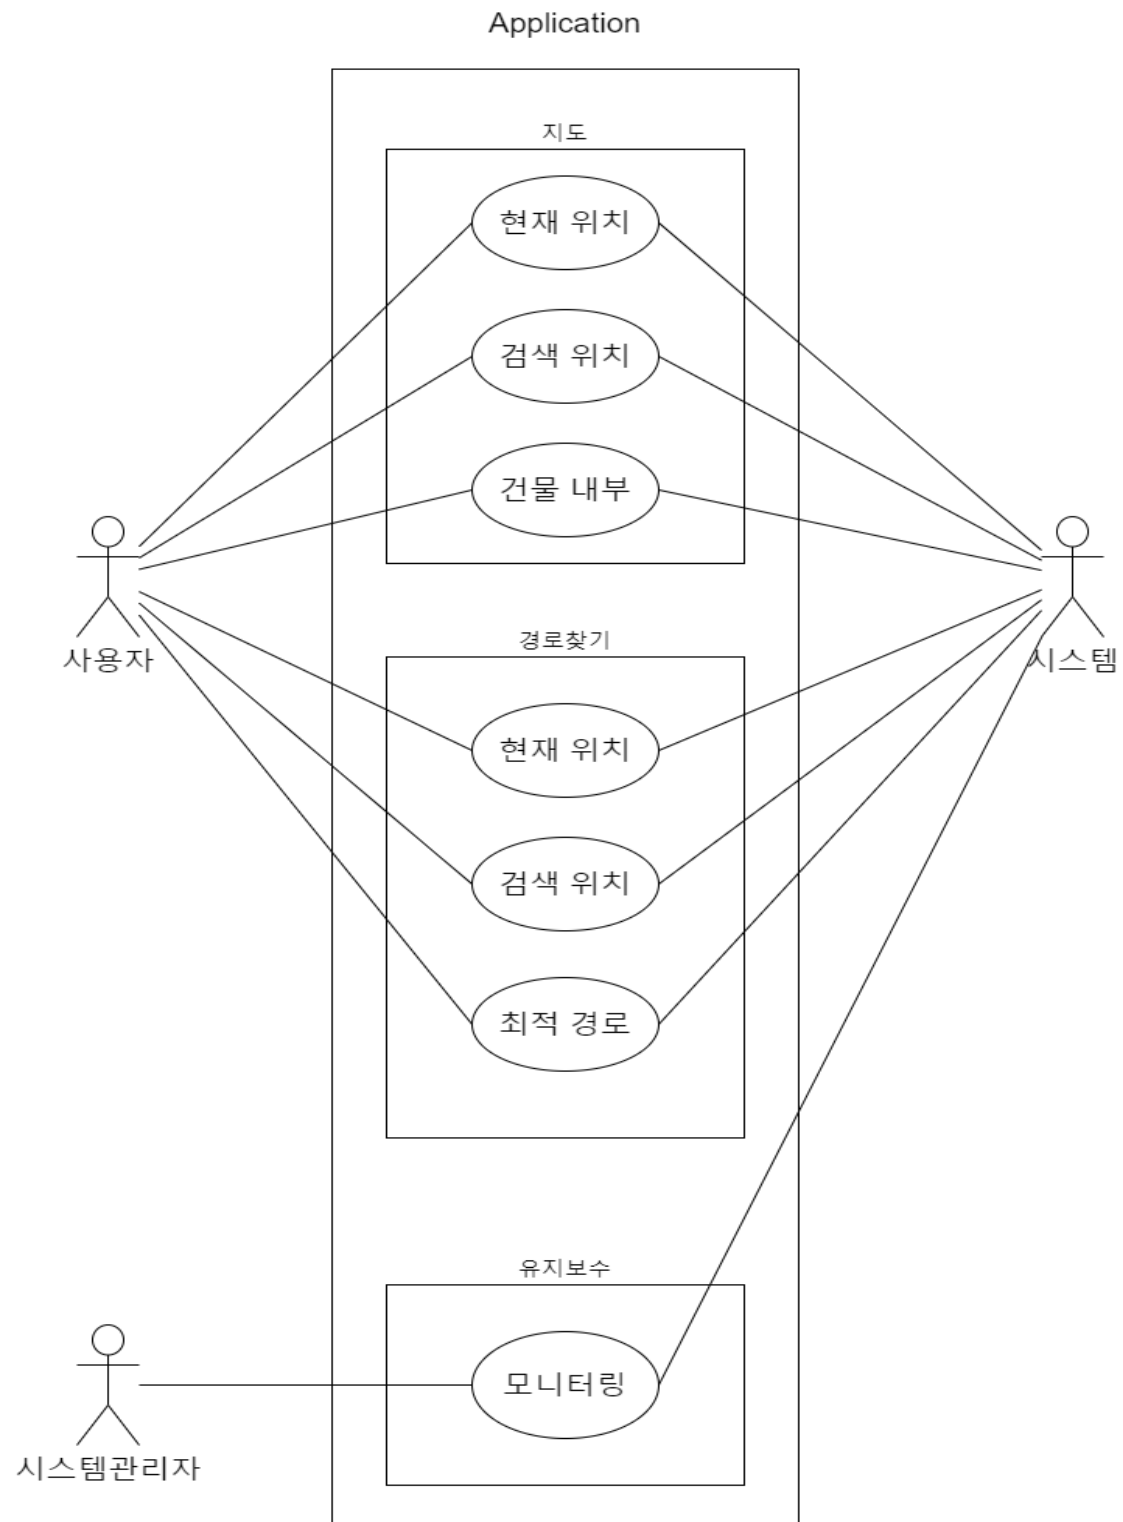 Application
지도
현재 위치
검색 위치
건물 내부
사용자
시스템
경로찾기
현재 위치
검색 위치
최적 경로
유지보수
모니터링
시스템관리자